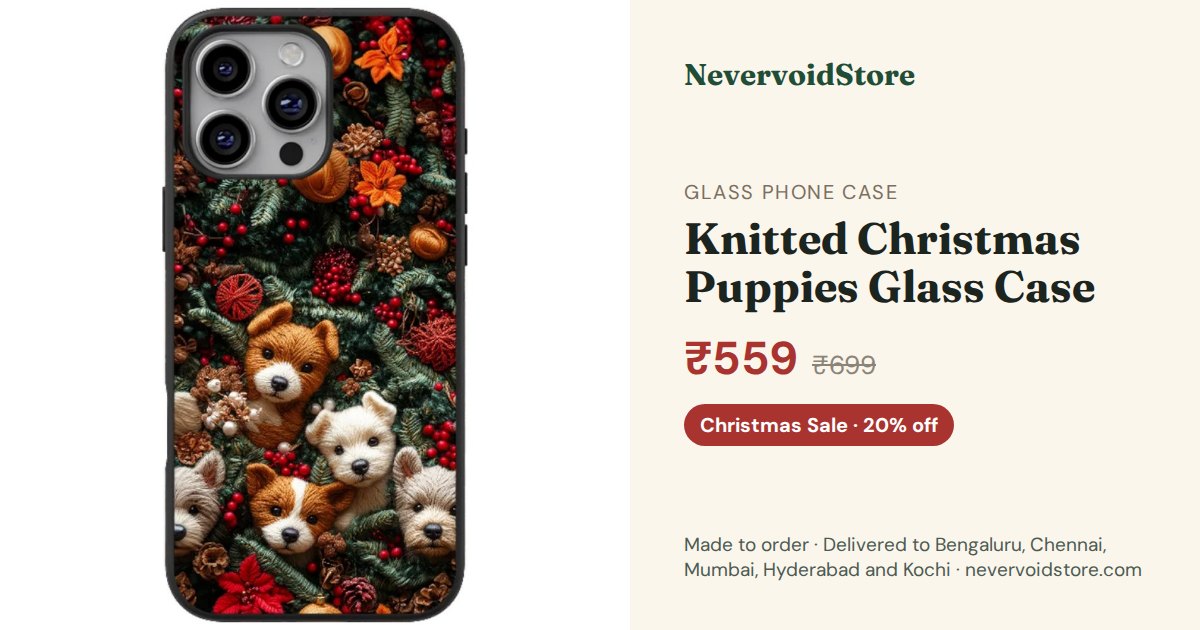 NevervoidStore
GLASS PHONE CASE
Knitted Christmas
Puppies Glass Case
₹559 ₹699
Christmas Sale · 20% off
Made to order · Delivered to Bengaluru, Chennai,
Mumbai, Hyderabad and Kochi · nevervoidstore.com